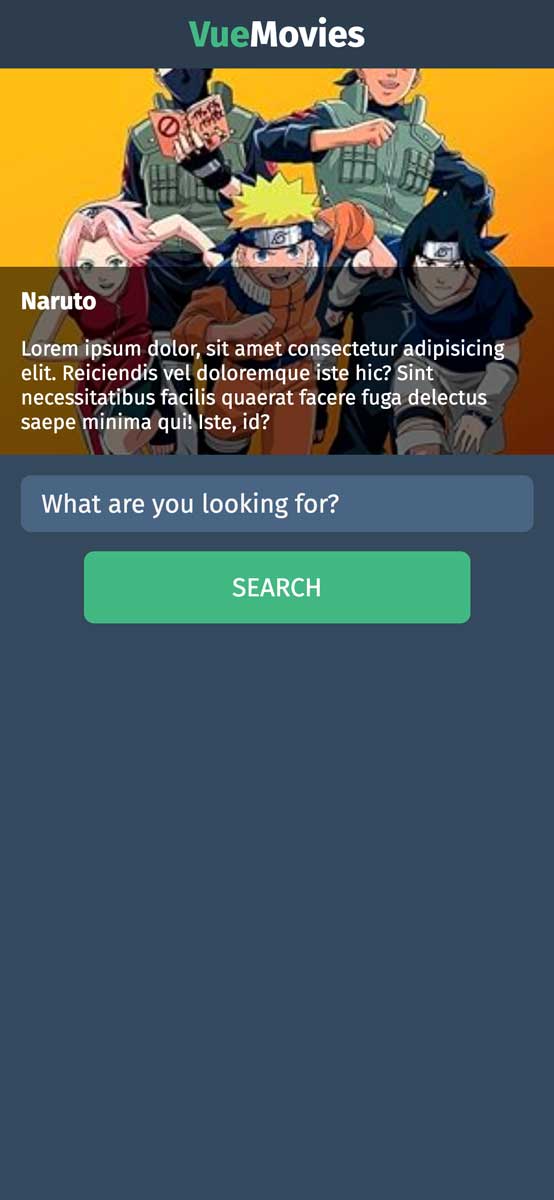 VueMovies
Naruto
Lorem ipsum dolor, sit amet consectetur adipisicing
elit. Reiciendis vel doloremque iste hic? Sint
necessitatibus facilis quaerat facere fuga delectus
saepe minima qui! Iste, id?
What are you looking for?
SEARCH